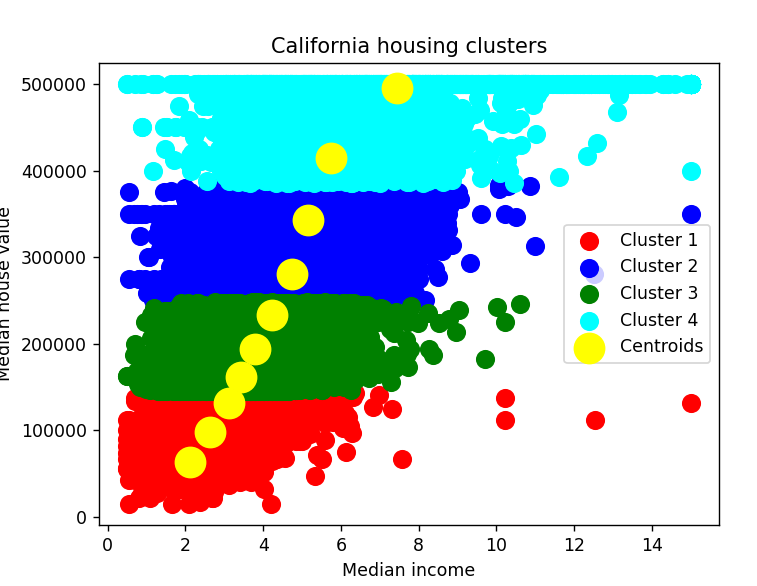 California housing clusters
500000
400000
300000
200000
100000
0
Median house value
Cluster 1
Cluster 2
Cluster 3
Cluster 4
Centroids
0 2 4 6 8 10 12 14
Median income